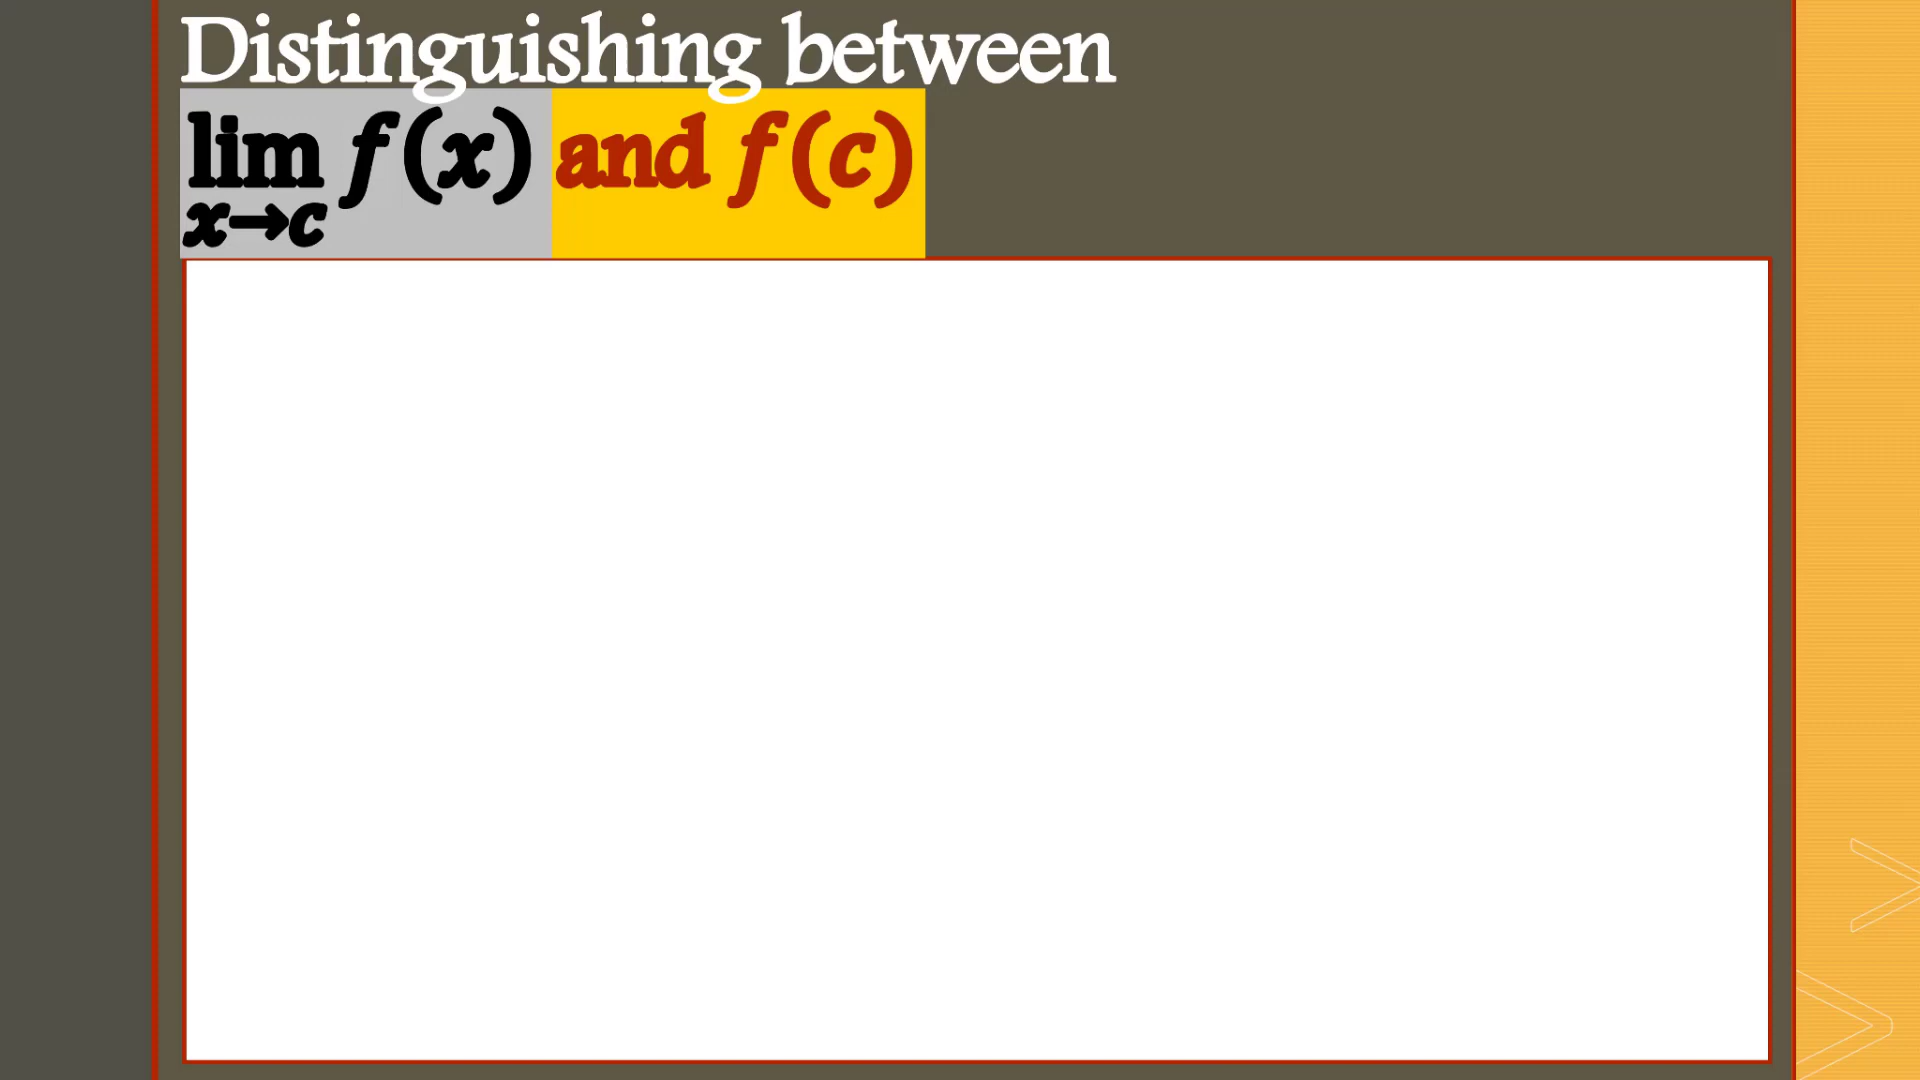 Distinguishing between
lim f(x) and f(c)
x→c